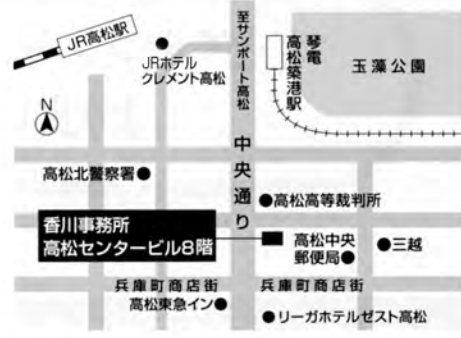 JR高松駅
JRホテル
クレメント高松
至サンポート高松
琴電
高松築港駅
玉藻公園
N
中央通り
高松北警察署
高松高等裁判所
香川事務所
高松センタービル8階
高松中央
郵便局
三越
兵庫町商店街
兵庫町商店街
高松東急イン
リーガホテルゼスト高松